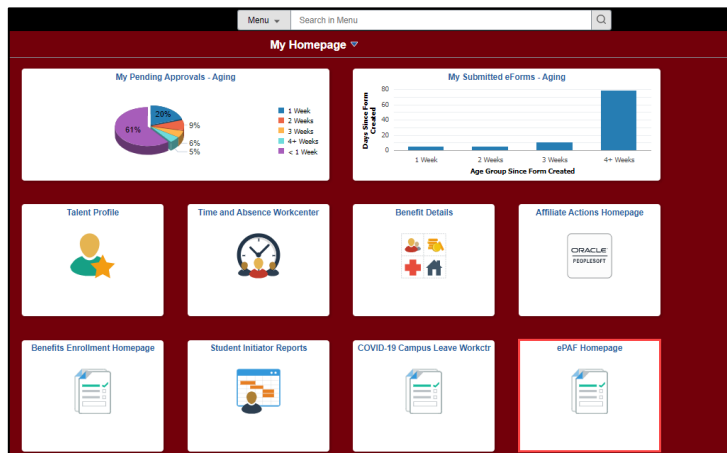 Menu
Search in Menu
My Homepage
My Pending Approvals - Aging
20%
9%
6%
5%
61%
1 Week
2 Weeks
3 Weeks
4+ Weeks
< 1 Week
My Submitted eForms - Aging
Days Since Form
Created
80
60
40
20
0
1 Week
2 Weeks
3 Weeks
4+ Weeks
Age Group Since Form Created
Talent Profile
Time and Absence Workcenter
Benefit Details
Affiliate Actions Homepage
ORACLE
PEOPLESOFT
Benefits Enrollment Homepage
Student Initiator Reports
COVID-19 Campus Leave Workctr
ePAF Homepage